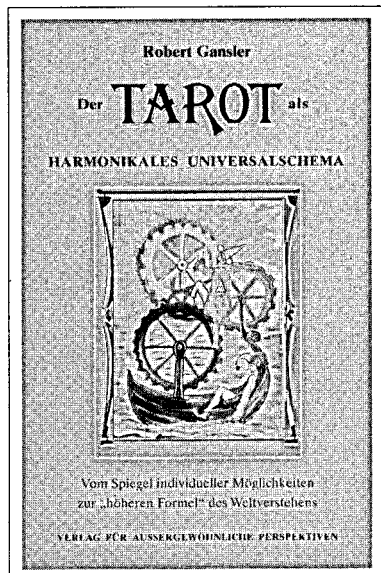 Robert Gansler
Der TAROT als
HARMONIKALES UNIVERSALSCHEMA
Vom Spiegel individueller Möglichkeiten
zur „höheren Formel“ des Weltverstehens
VERLAG FÜR AUSSERGEWÖHNLICHE PERSPEKTIVEN